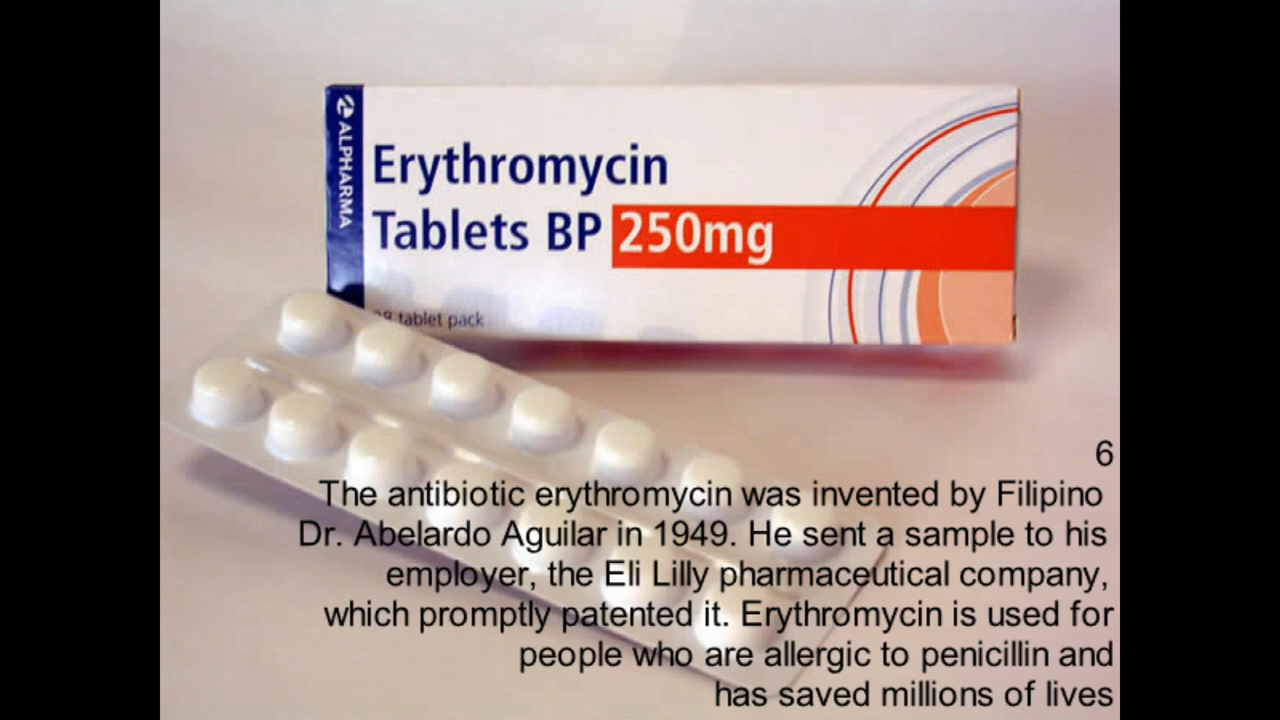 ALPHARMA
Erythromycin
Tablets BP 250mg
tablet pack
6
The antibiotic erythromycin was invented by Filipino
Dr. Abelardo Aguilar in 1949. He sent a sample to his
employer, the Eli Lilly pharmaceutical company,
which promptly patented it. Erythromycin is used for
people who are allergic to penicillin and
has saved millions of lives